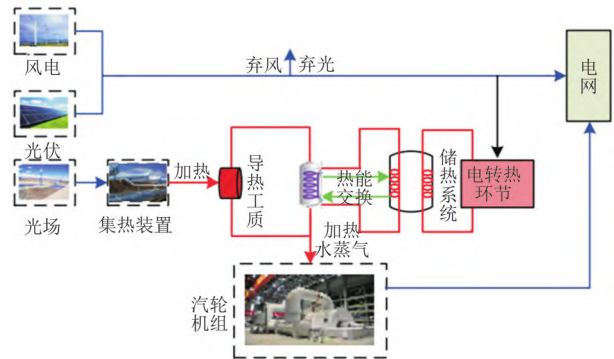 风电
弃风
弃光
电
网
光伏
加热
导
热
工
质
热能
交换
储
热
系
统
电转热
环节
光场
集热装置
加热
水蒸气
汽轮
机组